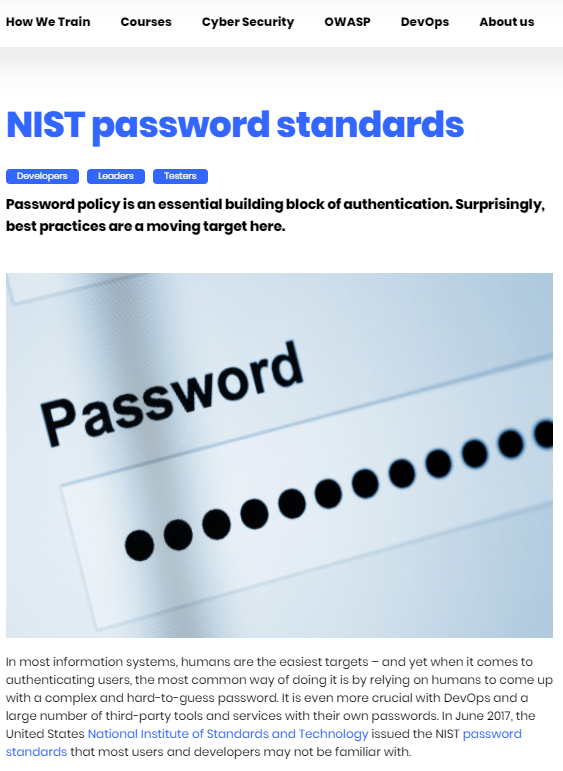 How We Train Courses Cyber Security OWASP DevOps About us
NIST password standards
Developers Leaders Testers
Password policy is an essential building block of authentication. Surprisingly,
best practices are a moving target here.
Password
In most information systems, humans are the easiest targets – and yet when it comes to
authenticating users, the most common way of doing it is by relying on humans to come up
with a complex and hard-to-guess password. It is even more crucial with DevOps and a
large number of third-party tools and services with their own passwords. In June 2017, the
United States National Institute of Standards and Technology issued the NIST password
standards that most users and developers may not be familiar with.